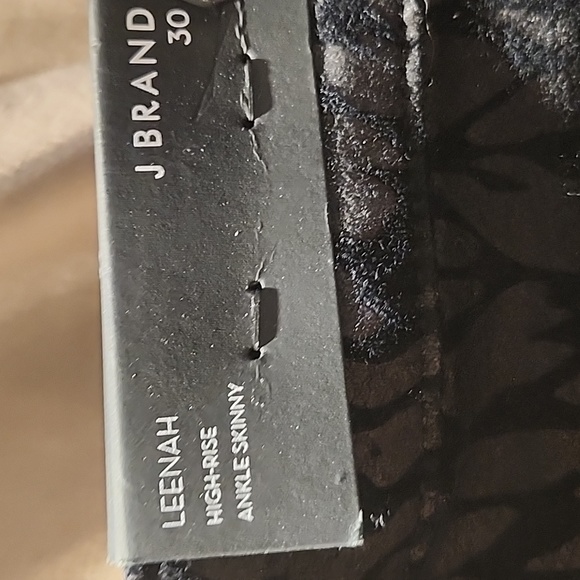 J BRAND
30
LEENAH
HIGH-RISE
ANKLE SKINNY